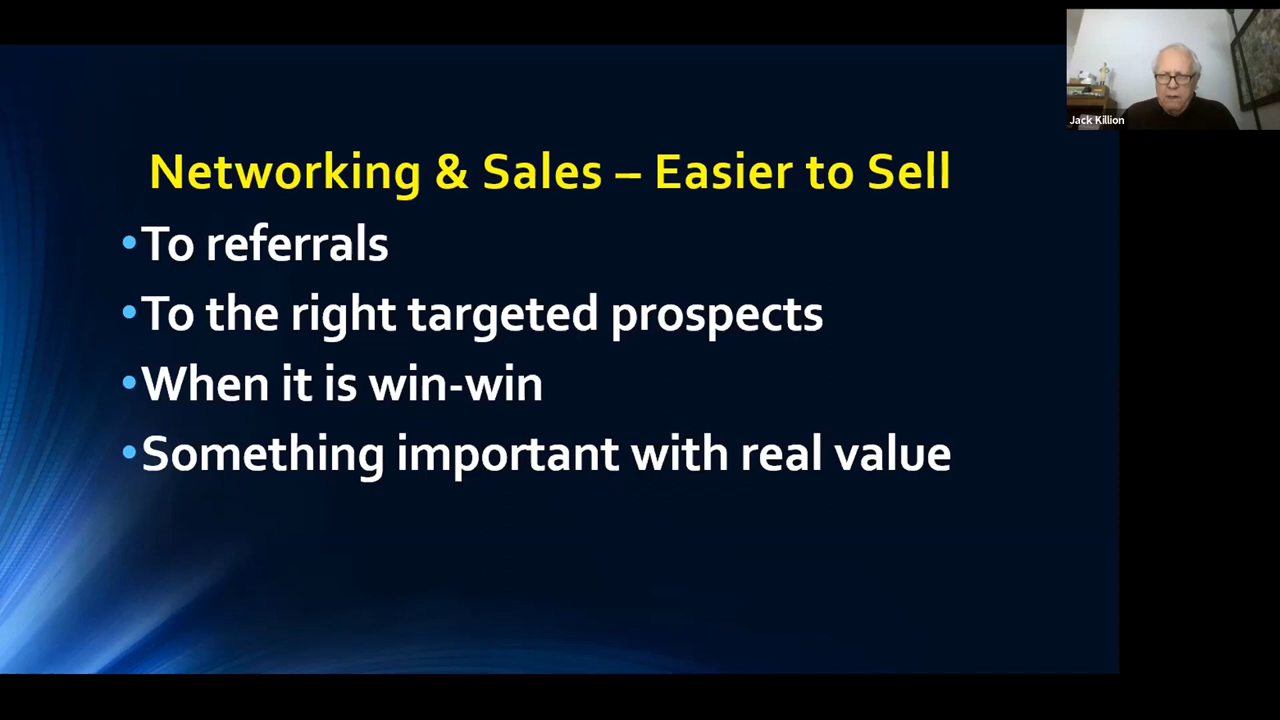 Jack Killion
Networking & Sales – Easier to Sell
•To referrals
•To the right targeted prospects
•When it is win-win
•Something important with real value